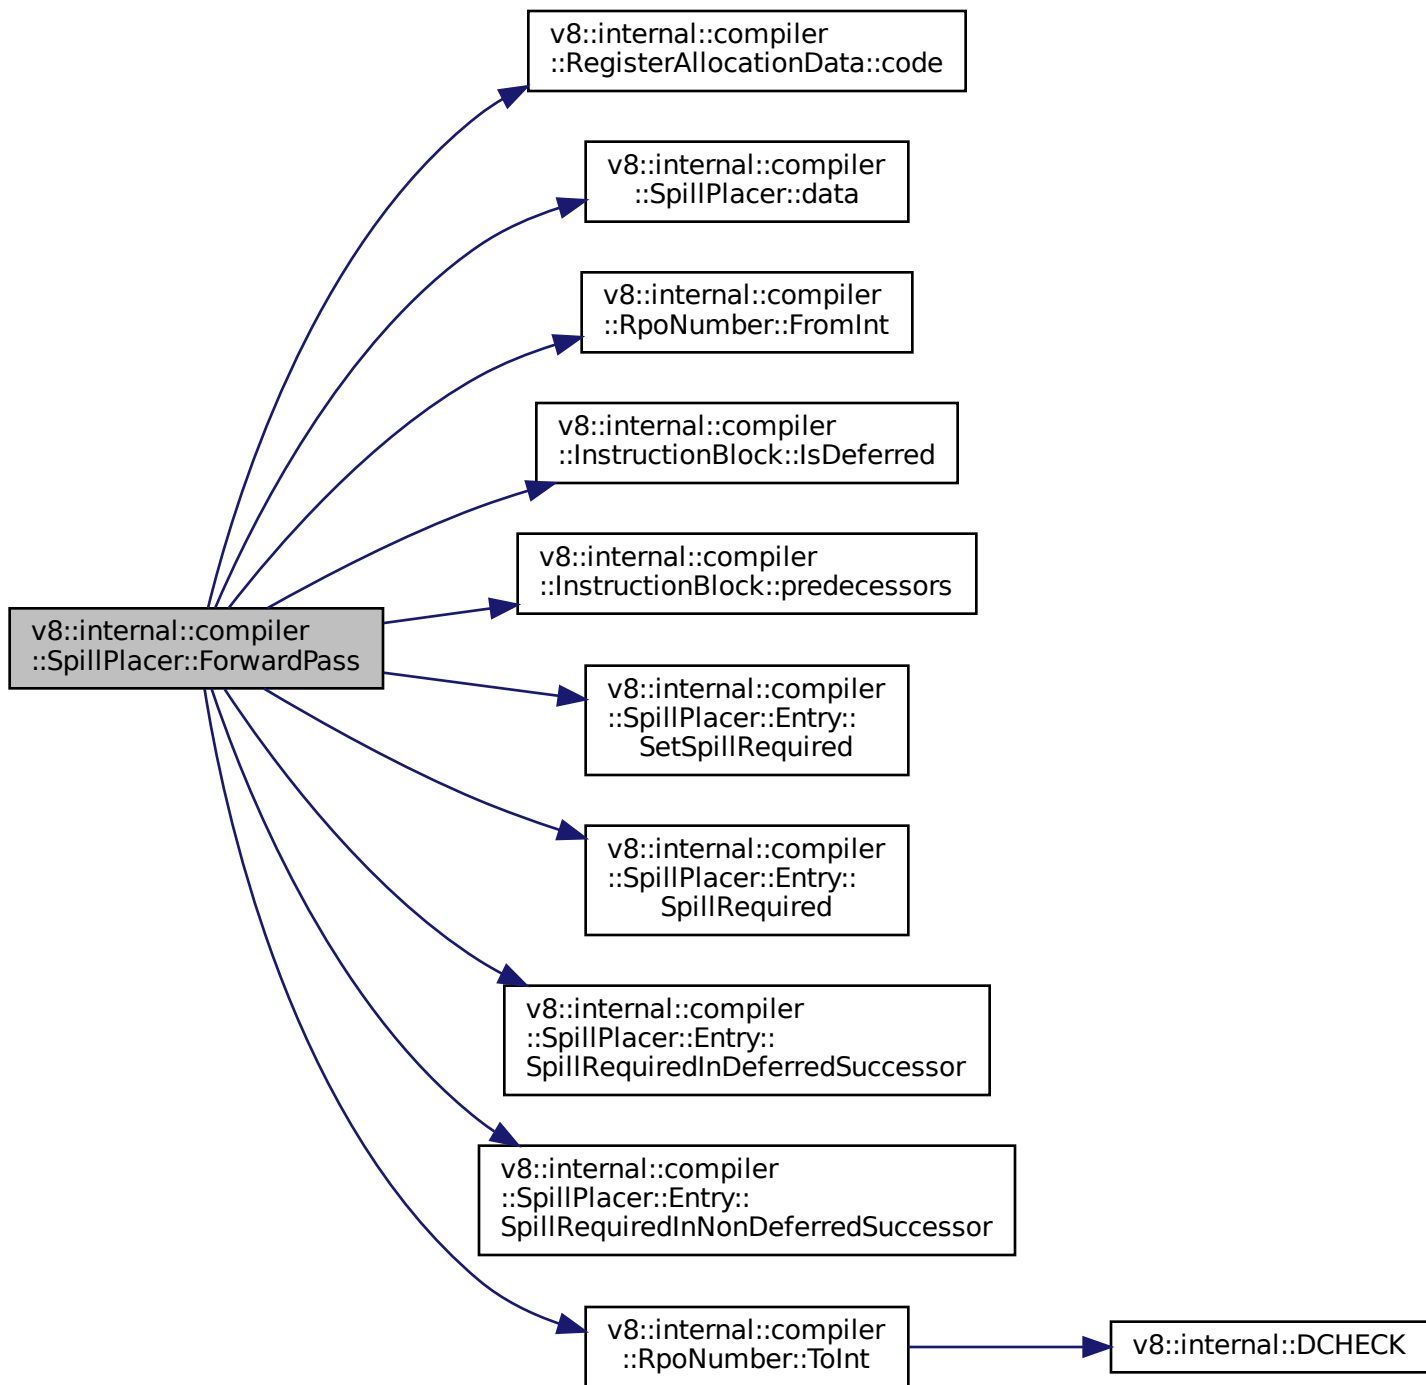 v8::internal::compiler
::RegisterAllocationData::code
v8::internal::compiler
::SpillPlacer::data
v8::internal::compiler
::RpoNumber::FromInt
v8::internal::compiler
::InstructionBlock::IsDeferred
v8::internal::compiler
::InstructionBlock::predecessors
v8::internal::compiler
::SpillPlacer::ForwardPass
v8::internal::compiler
::SpillPlacer::Entry::
SetSpillRequired
v8::internal::compiler
::SpillPlacer::Entry::
SpillRequired
v8::internal::compiler
::SpillPlacer::Entry::
SpillRequiredInDeferredSuccessor
v8::internal::compiler
::SpillPlacer::Entry::
SpillRequiredInNonDeferredSuccessor
v8::internal::compiler
::RpoNumber::ToInt
v8::internal::DCHECK